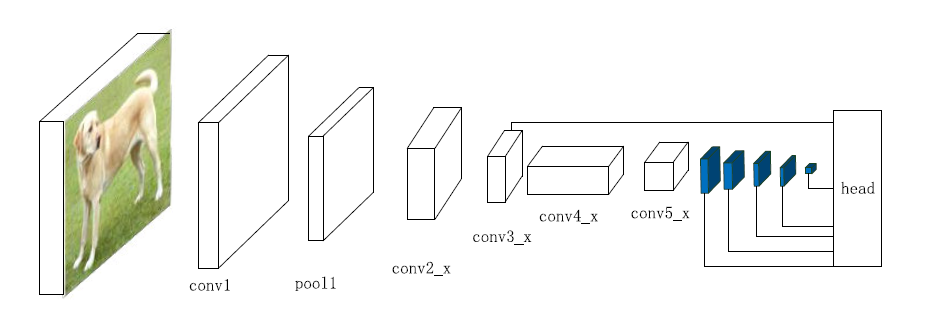 conv1
pool1
conv2_x
conv3_x
conv4_x
conv5_x
head